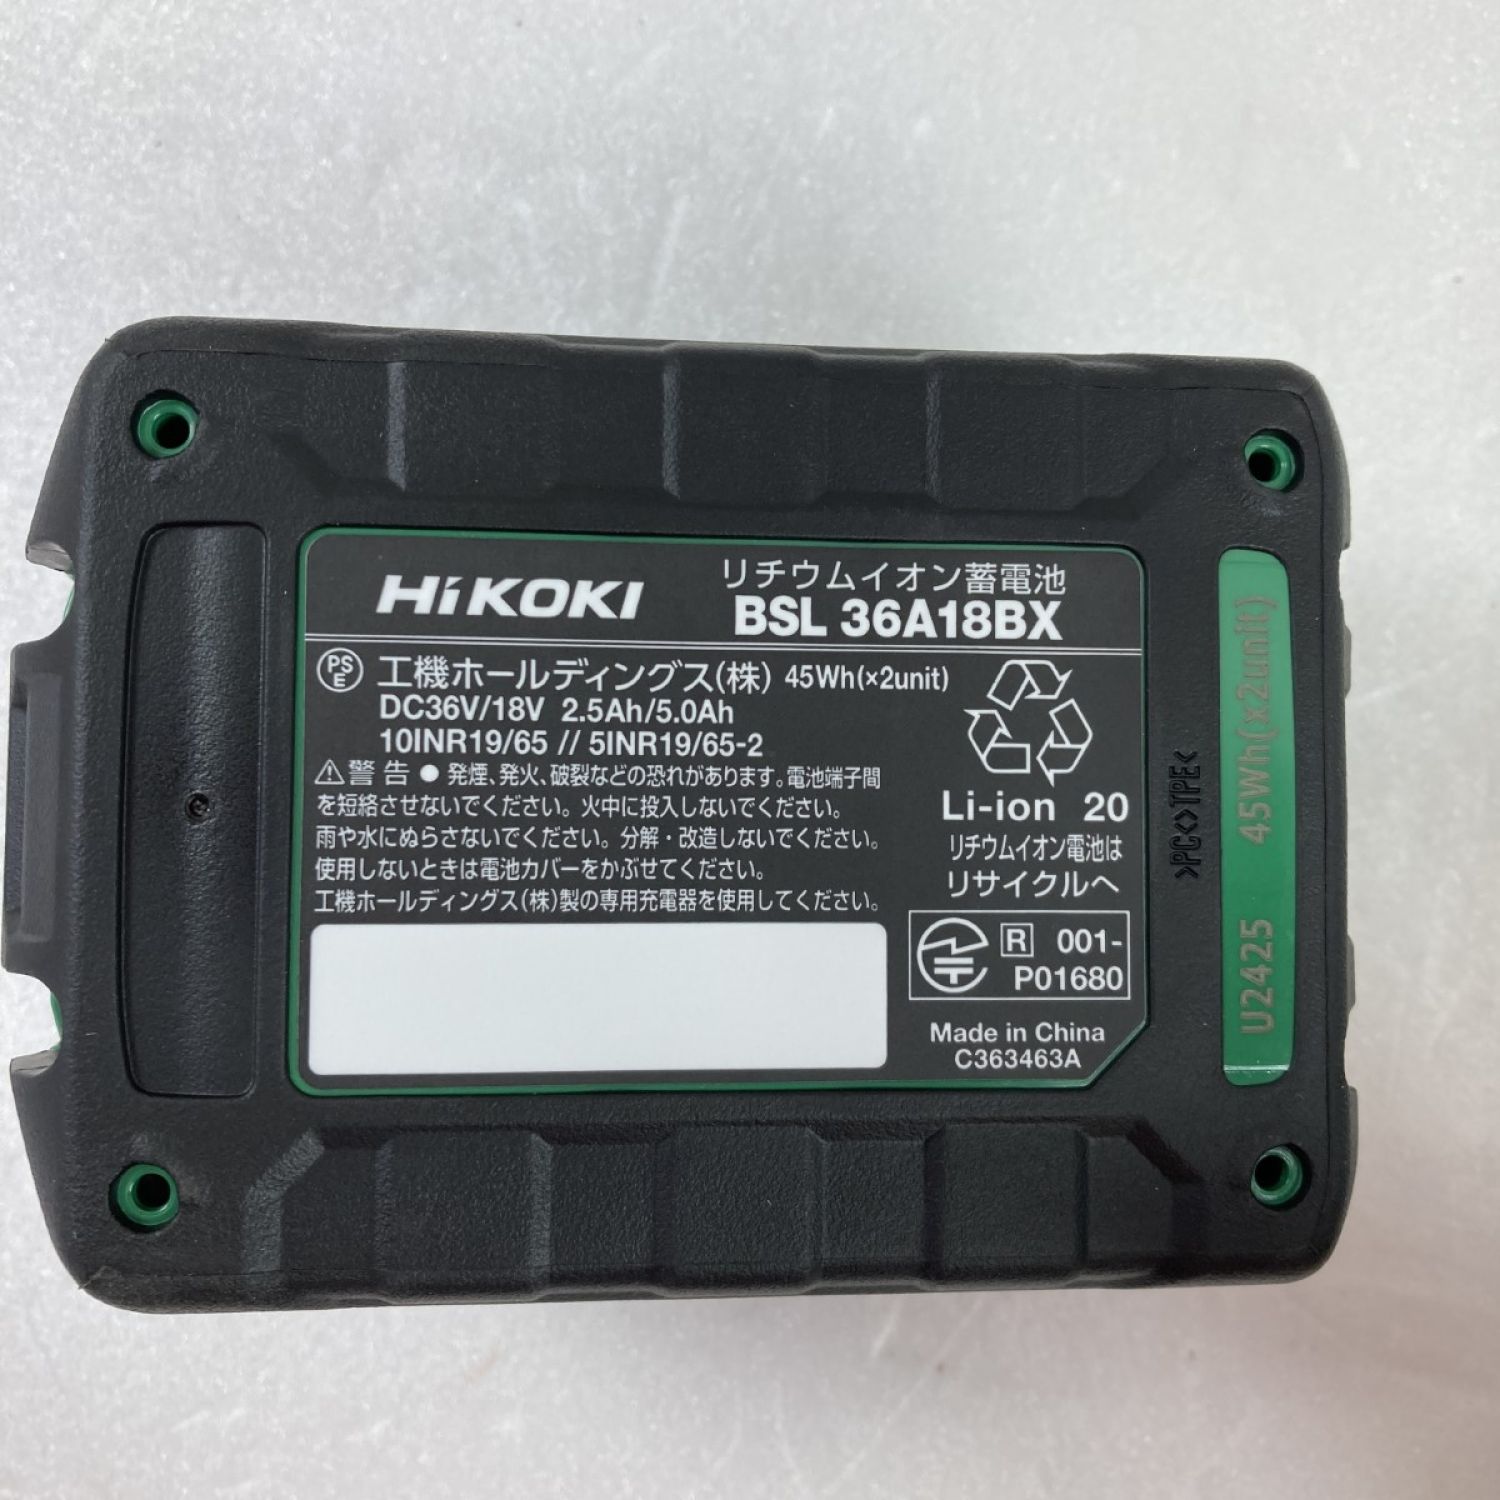 HiKOKI
リチウムイオン蓄電池
BSL 36A18BX
PS
E
工機ホールディングス(株) 45Wh(×2unit)
DC36V/18V 2.5Ah/5.0Ah
10INR19/65 // 5INR19/65-2
⚠警告 ● 発煙、発火、破裂などの恐れがあります。電池端子間
を短絡させないでください。火中に投入しないでください。
雨や水にぬらさないでください。分解・改造しないでください。
使用しないときは電池カバーをかぶせてください。
工機ホールディングス(株)製の専用充電器を使用してください。
Li-ion 20
リチウムイオン電池は
リサイクルへ
R 001-
P01680
Made in China
C363463A
>PC<>TPE<
U2425 45Wh(x2unit)